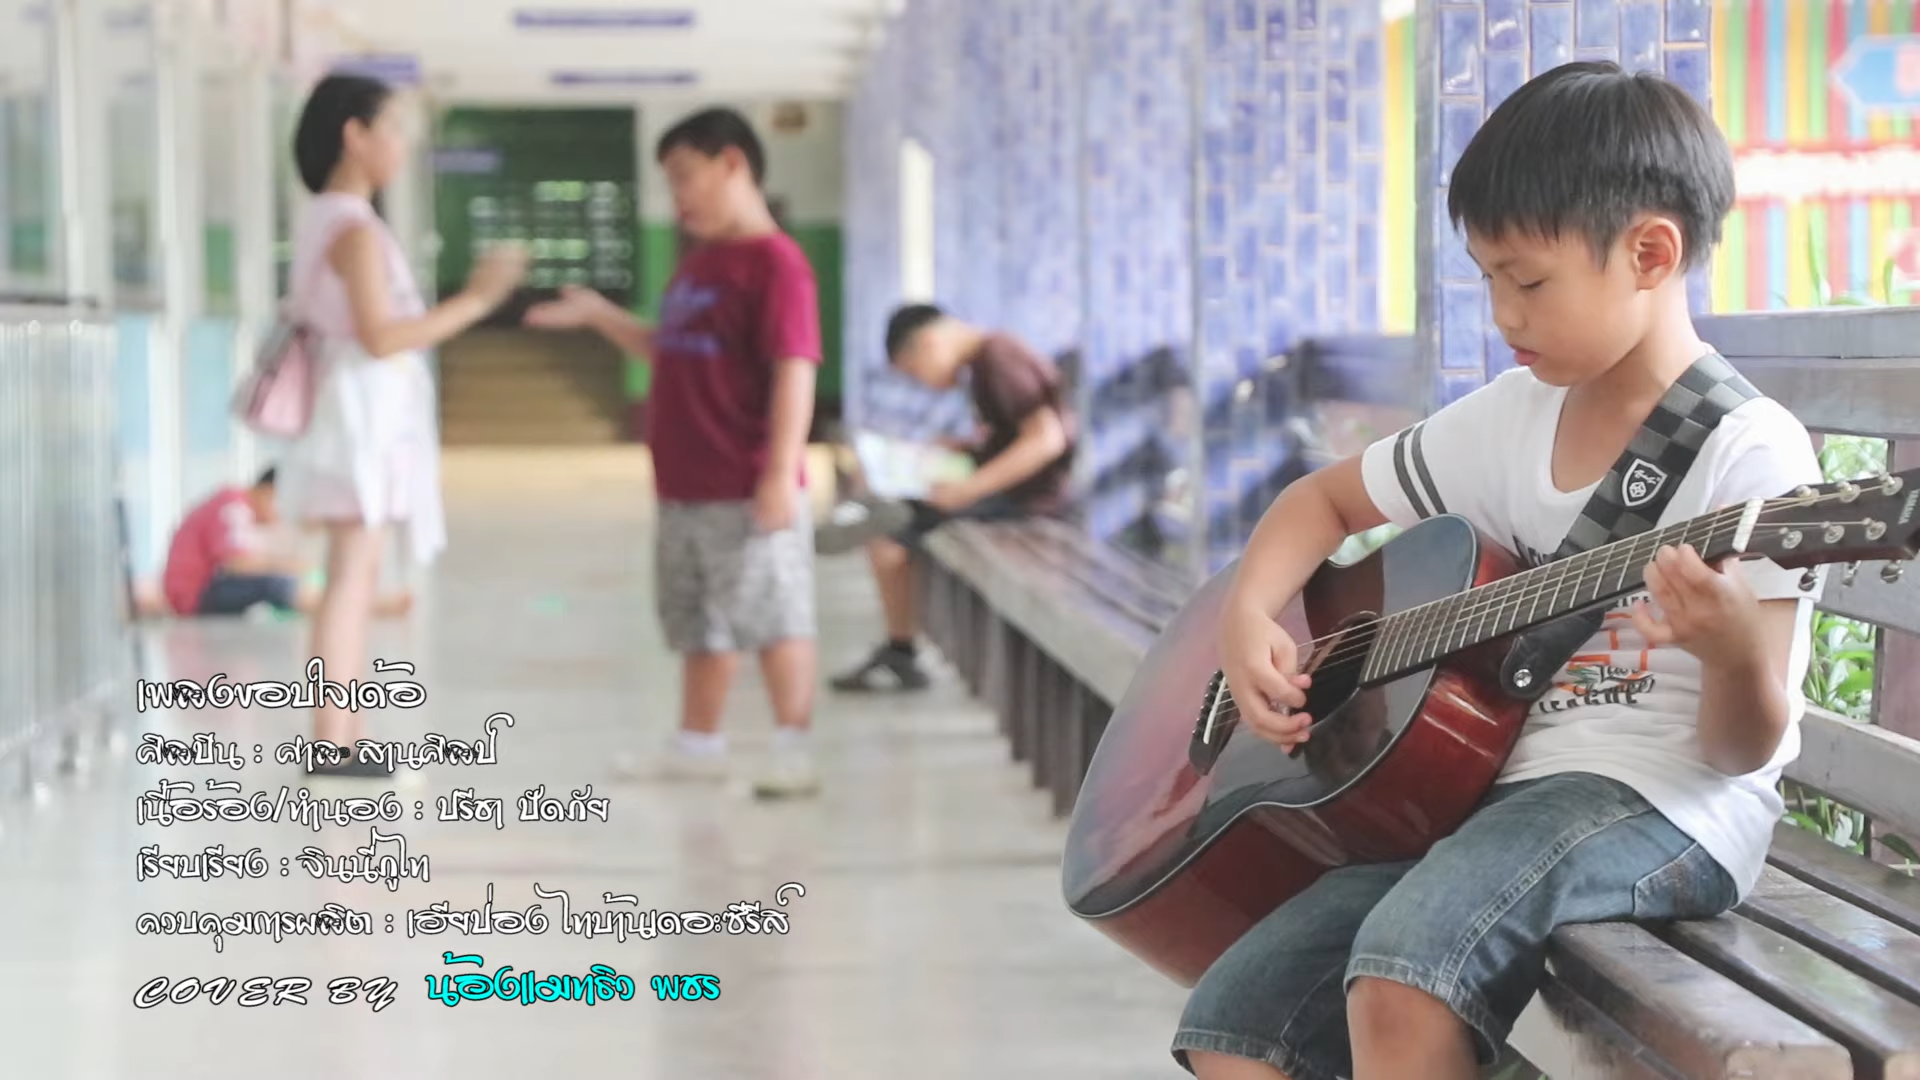 เพลงขอบใจเด้อ
ศิลปิน : ศาล สานศิลป์
เนื้อร้อง/ทำนอง : ปรีชา ปัดภัย
เรียบเรียง : จินนี่ภูไท
ควบคุมการผลิต : เอียป่อง ไทบ้านเดอะซีรีส์
COVER BY น้องแมทธิว พชร
YAMAHA